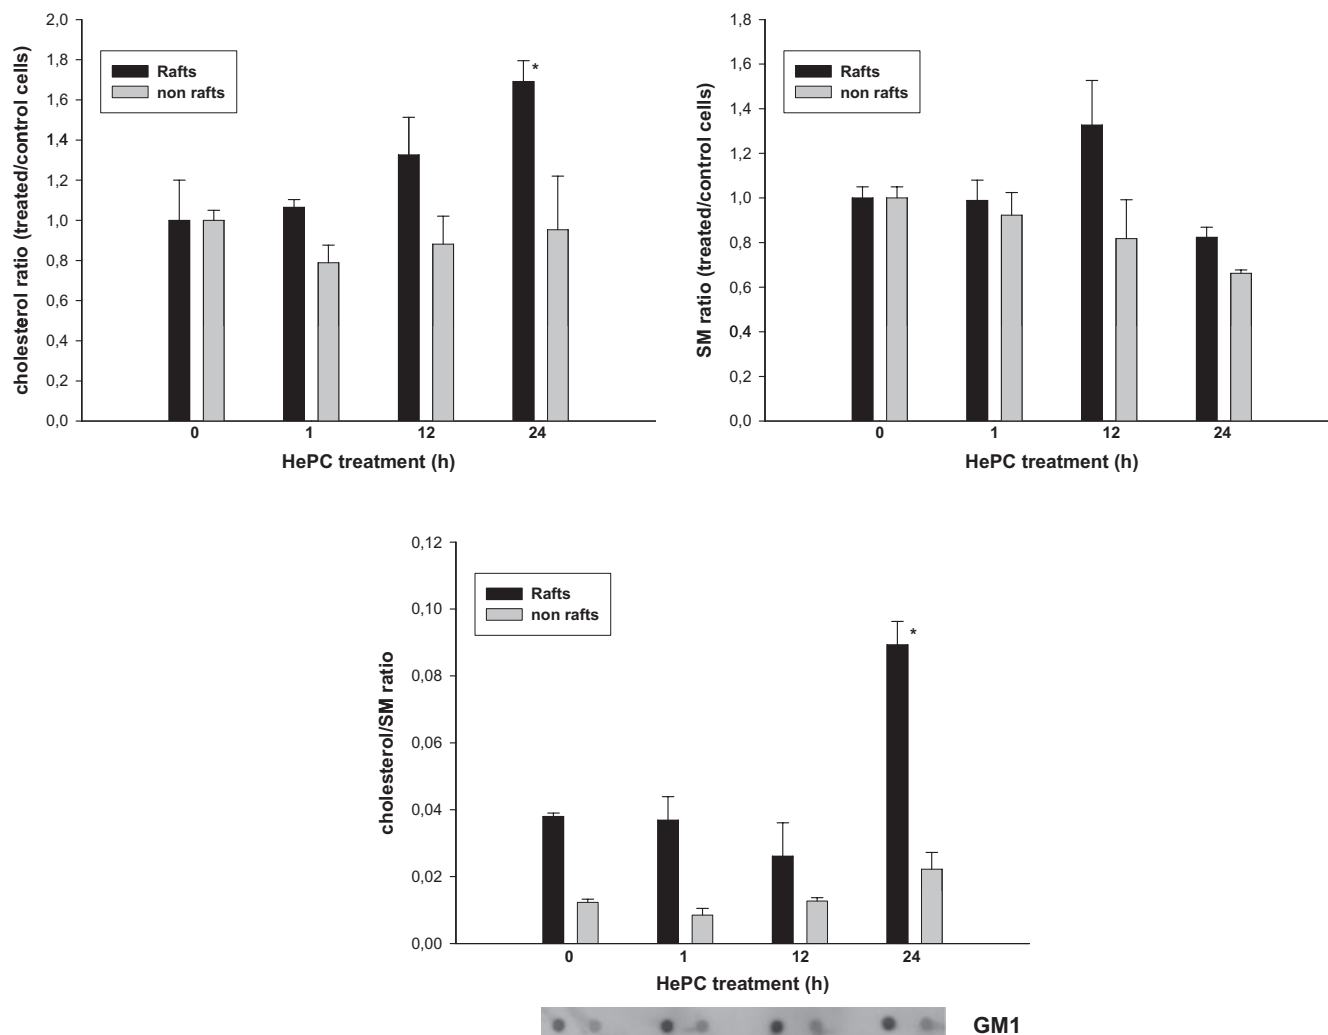 cholesterol ratio (treated/control cells)
2,0
1,8
1,6
1,4
1,2
1,0
0,8
0,6
0,4
0,2
0,0
Rafts
non rafts
*
0 1 12 24
HePC treatment (h)
SM ratio (treated/control cells)
1,8
1,6
1,4
1,2
1,0
0,8
0,6
0,4
0,2
0,0
Rafts
non rafts
0 1 12 24
HePC treatment (h)
cholesterol/SM ratio
0,12
0,10
0,08
0,06
0,04
0,02
0,00
Rafts
non rafts
*
0 1 12 24
HePC treatment (h)
GM1